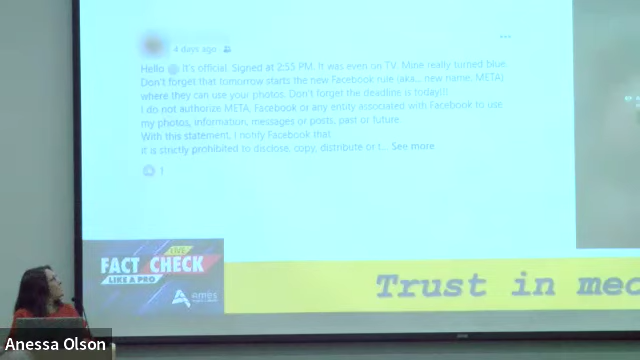 4 days ago
Hello It's official. Signed at 2:55 PM. It was even on TV. Mine really turned blue.
Don't forget that tomorrow starts the new Facebook rule (aka... new name, META)
where they can use your photos. Don't forget the deadline is today!!!
I do not authorize META, Facebook or any entity associated with Facebook to use
my photos, information, messages or posts, past or future.
With this statement, I notify Facebook that
it is strictly prohibited to disclose, copy, distribute or t... See more
1
LIVE
FACT CHECK
LIKE A PRO
Ames
Trust in med
Anessa Olson